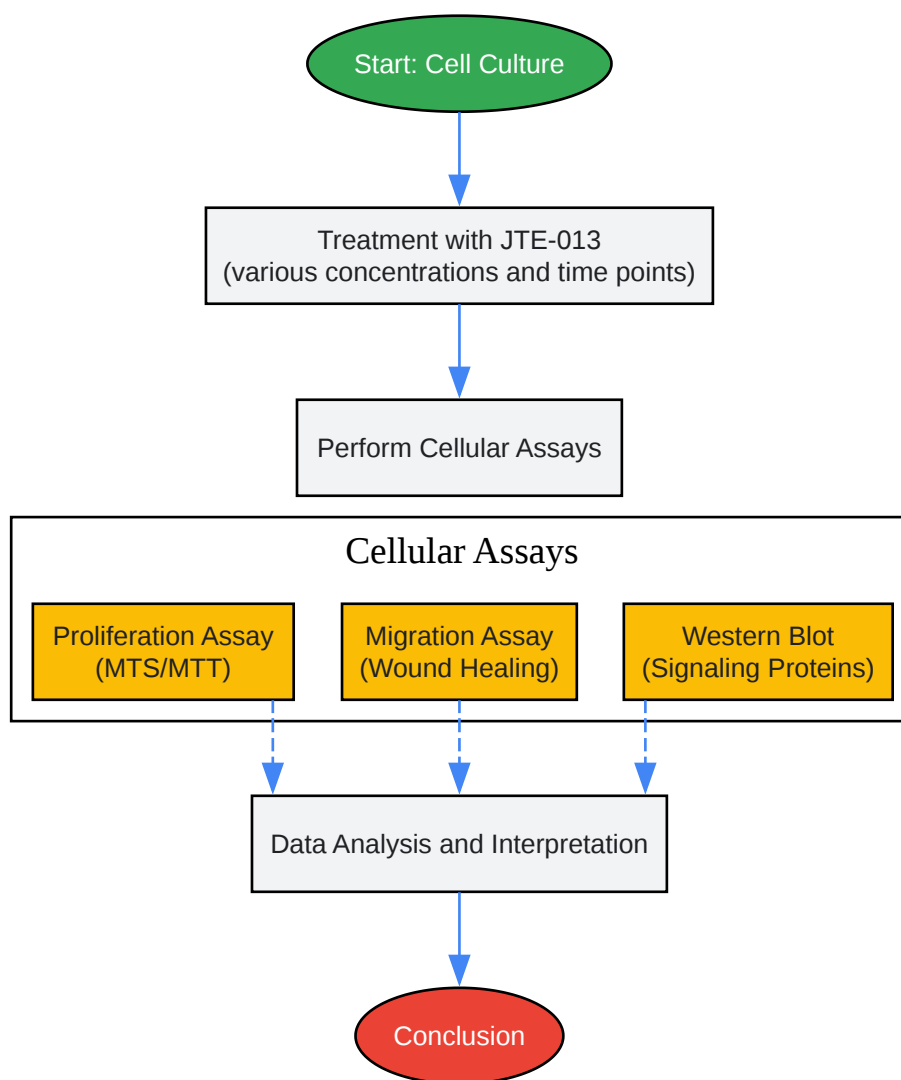 Start: Cell Culture
Treatment with JTE-013
(various concentrations and time points)
Perform Cellular Assays
Cellular Assays
Proliferation Assay
(MTS/MTT)
Migration Assay
(Wound Healing)
Western Blot
(Signaling Proteins)
Data Analysis and Interpretation
Conclusion